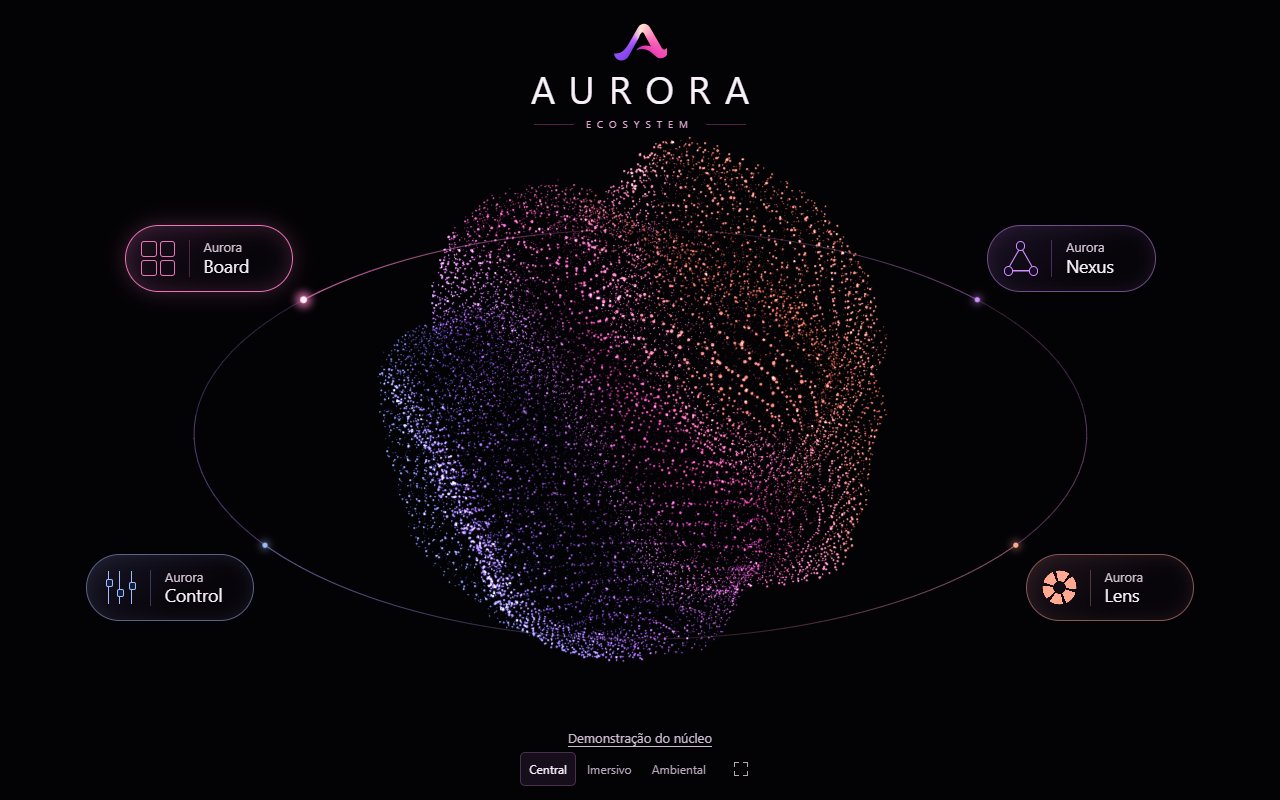 AURORA
ECOSYSTEM
Aurora
Board
Aurora
Nexus
Aurora
Control
Aurora
Lens
Demonstração do núcleo
Central
Imersivo
Ambiental